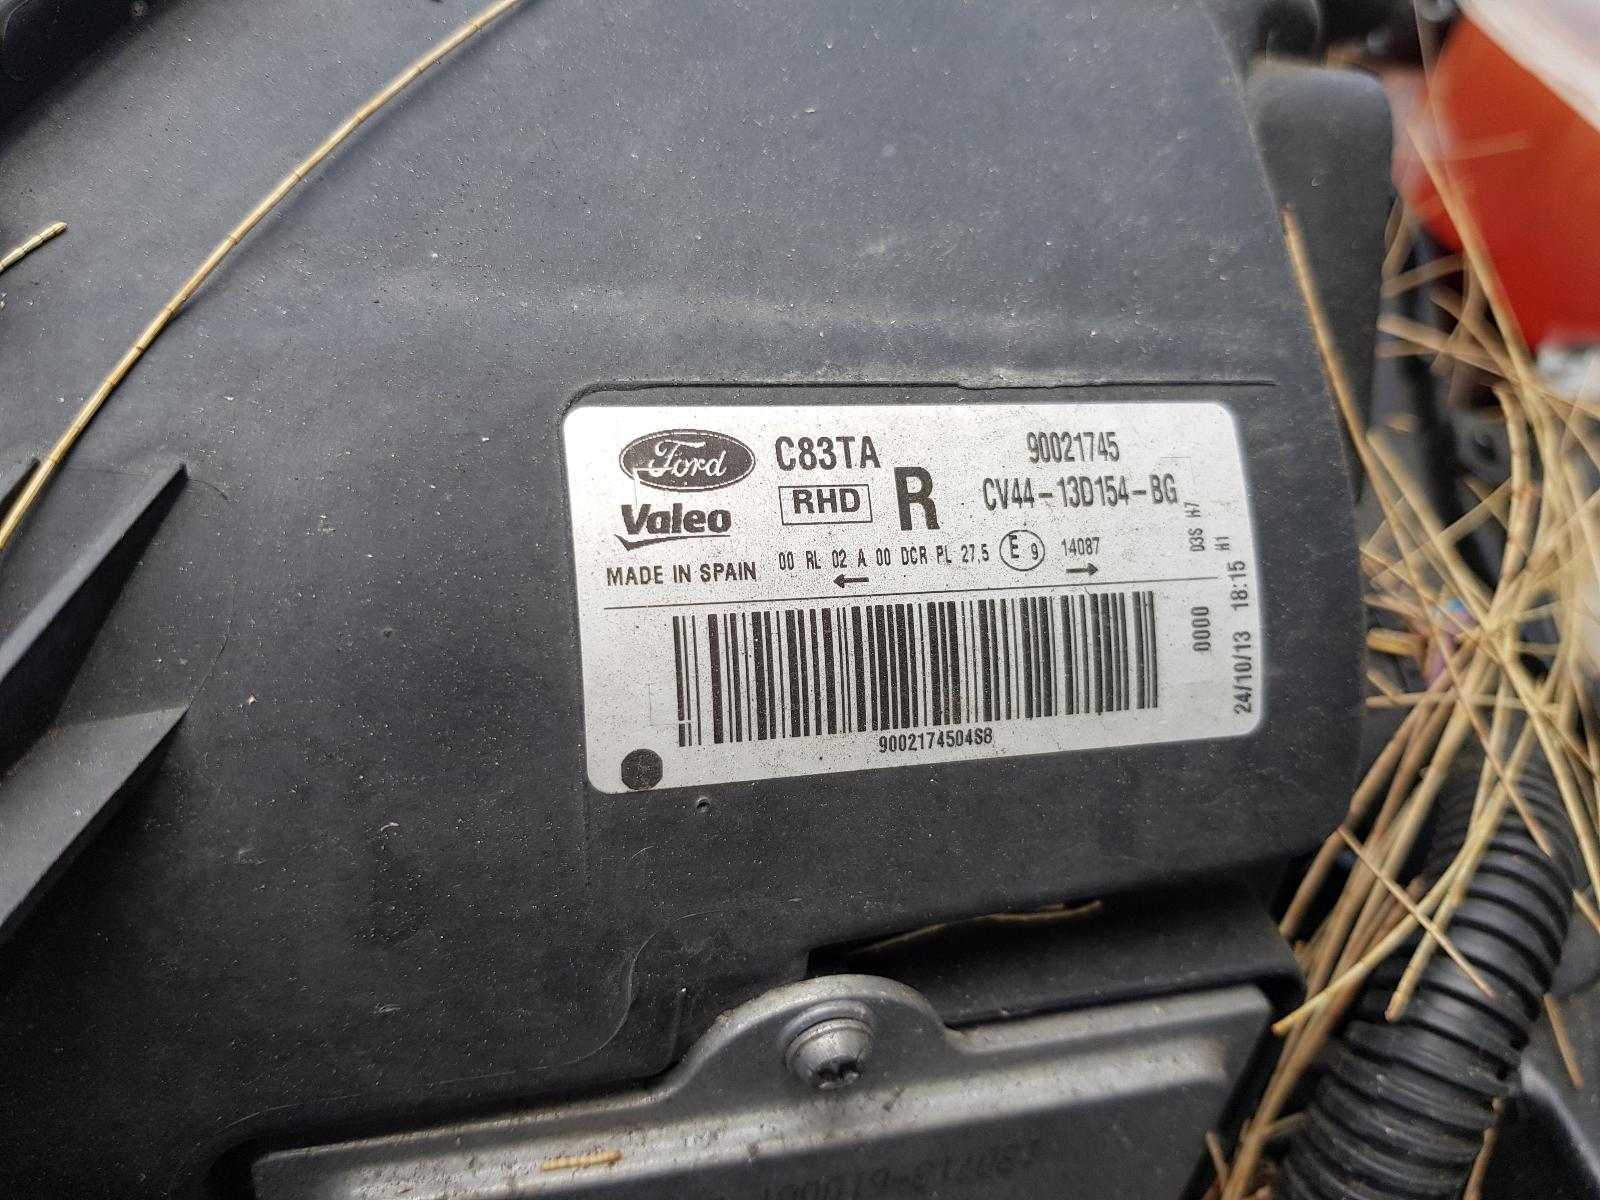 Ford C83TA 90021745
Valeo RHD R CV44-13D154-BG
MADE IN SPAIN 00 RL 02 A 00 DCR PL 27,5 E 9 14087
D3S H7
H1
0000
24/10/13 18:15
9002174504S8